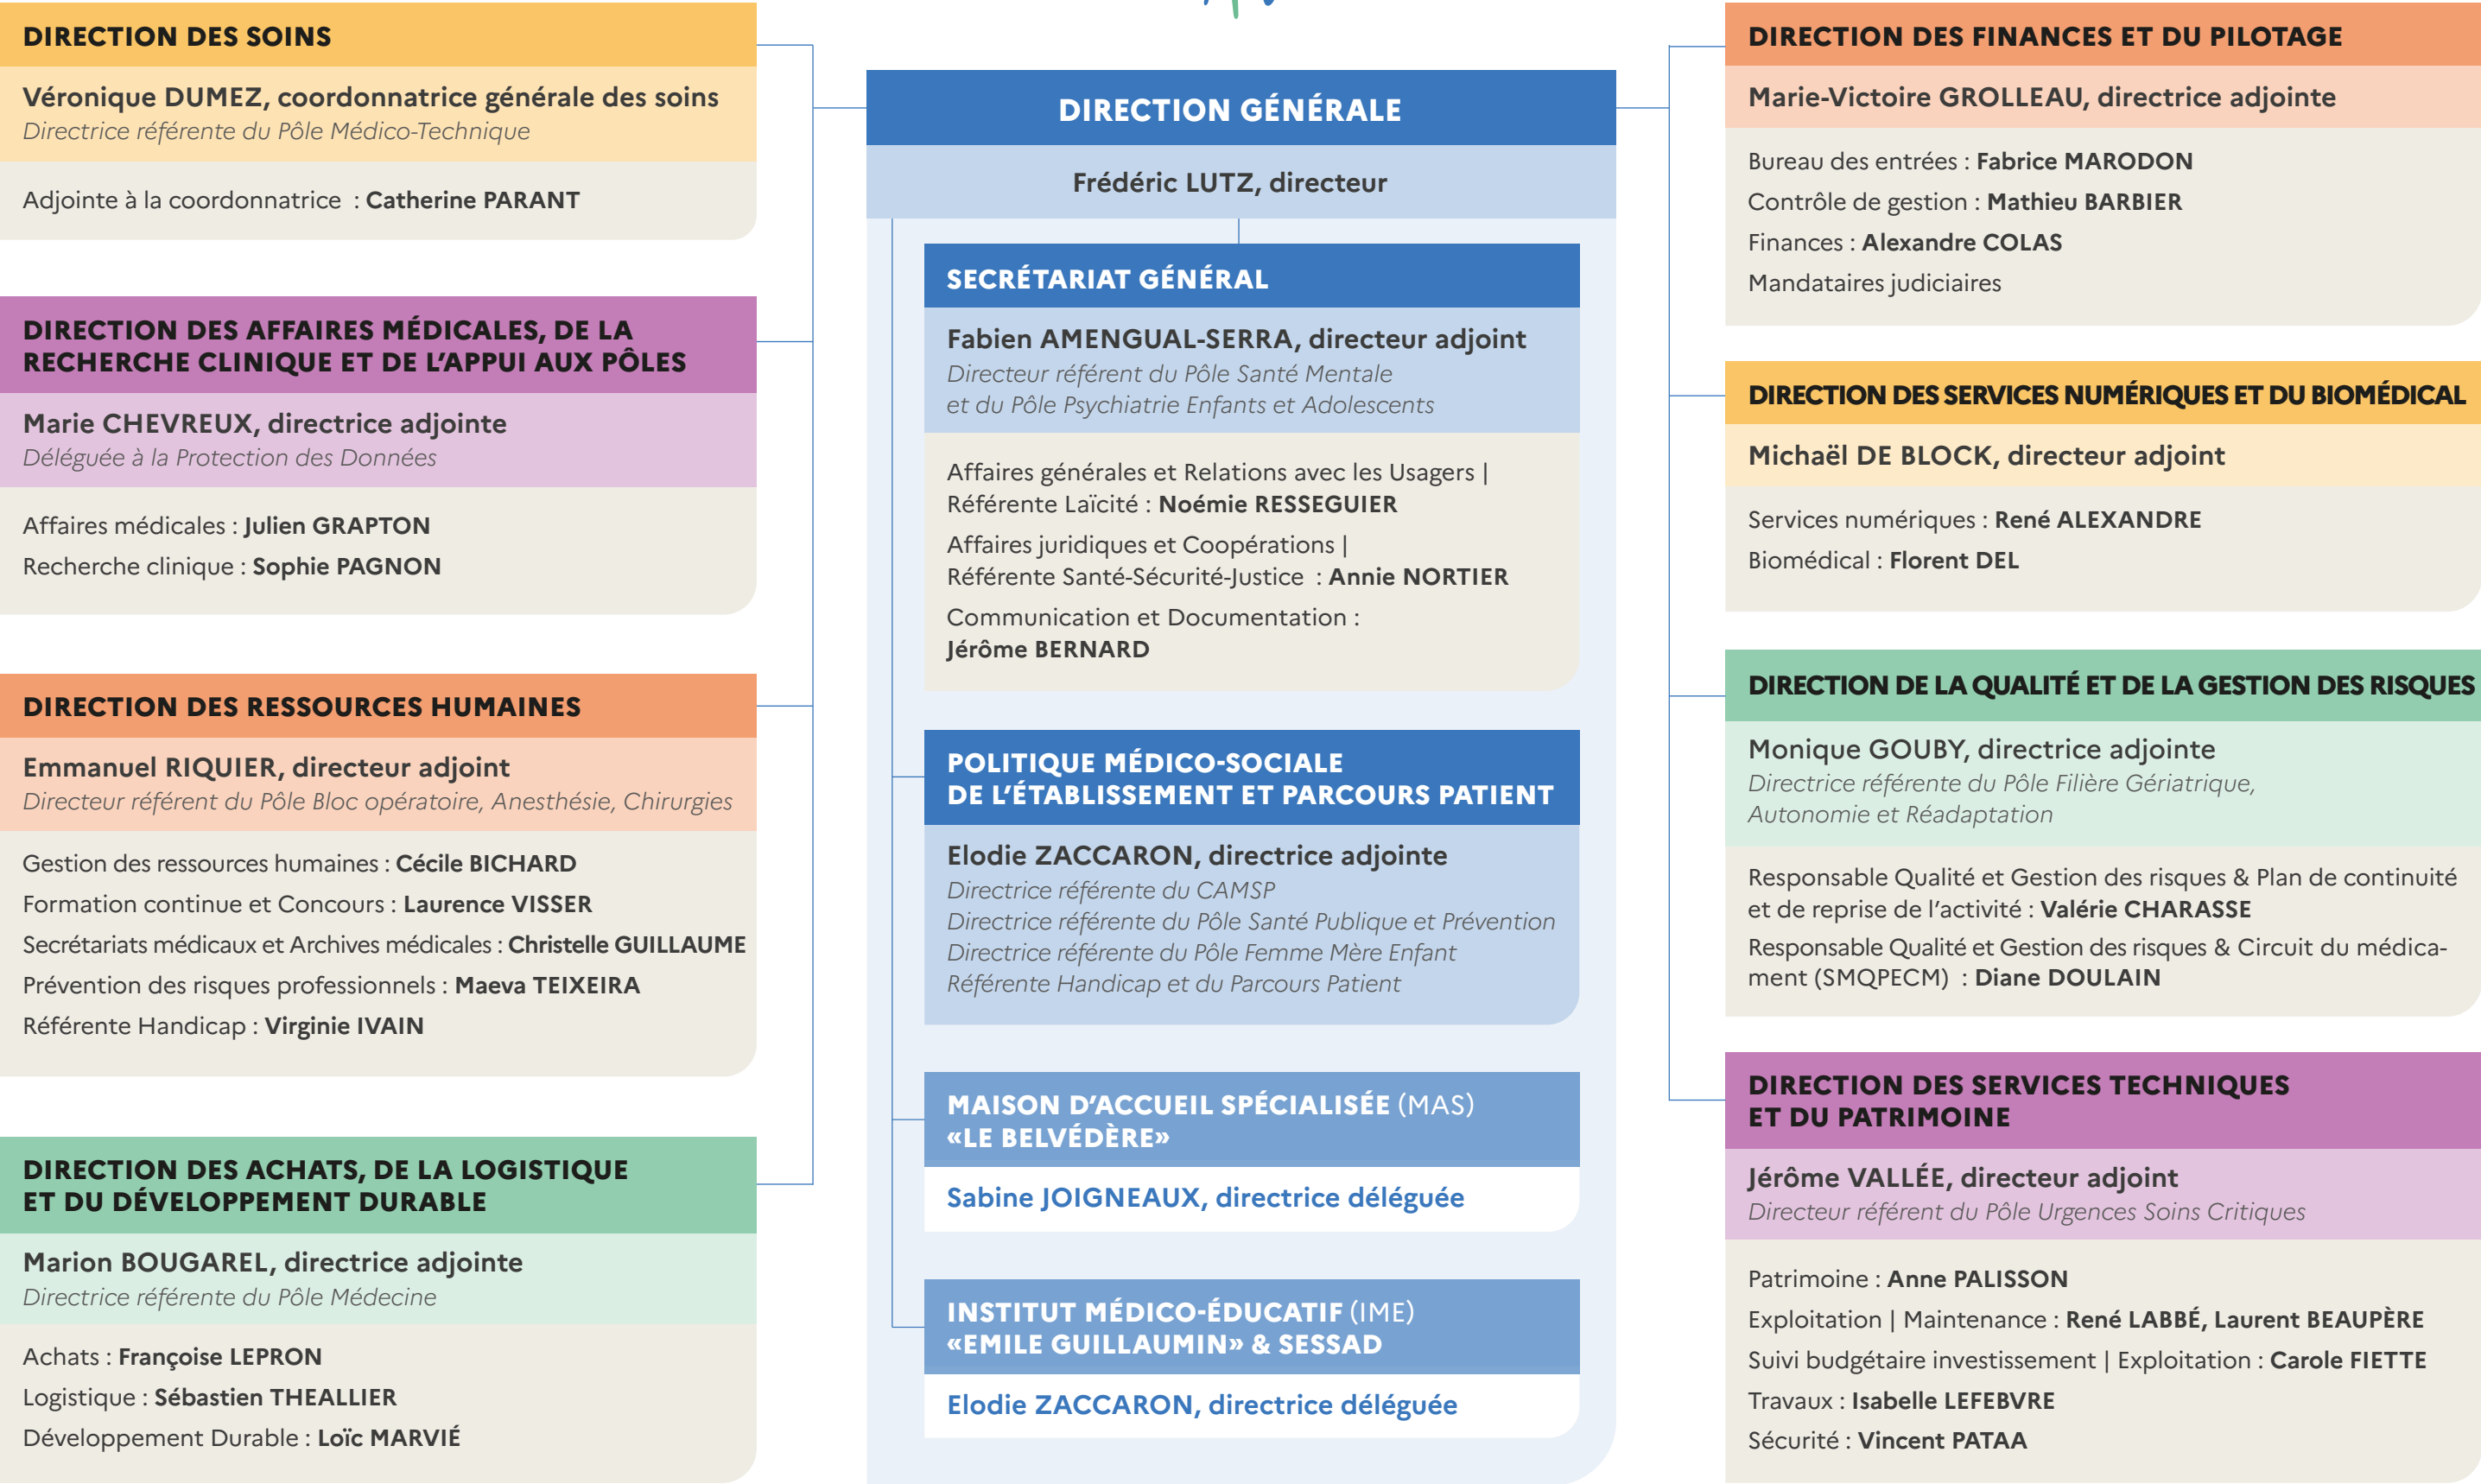 DIRECTION DES SOINS
Véronique DUMEZ, coordonnatrice générale des soins
Directrice référente du Pôle Médico-Technique
Adjointe à la coordonnatrice : Catherine PARANT
DIRECTION DES AFFAIRES MÉDICALES, DE LA
RECHERCHE CLINIQUE ET DE L’APPUI AUX PÔLES
Marie CHEVREUX, directrice adjointe
Déléguée à la Protection des Données
Affaires médicales : Julien GRAPTON
Recherche clinique : Sophie PAGNON
DIRECTION DES RESSOURCES HUMAINES
Emmanuel RIQUIER, directeur adjoint
Directeur référent du Pôle Bloc opératoire, Anesthésie, Chirurgies
Gestion des ressources humaines : Cécile BICHARD
Formation continue et Concours : Laurence VISSER
Secrétariats médicaux et Archives médicales : Christelle GUILLAUME
Prévention des risques professionnels : Maeva TEIXEIRA
Référente Handicap : Virginie IVAIN
DIRECTION DES ACHATS, DE LA LOGISTIQUE
ET DU DÉVELOPPEMENT DURABLE
Marion BOUGAREL, directrice adjointe
Directrice référente du Pôle Médecine
Achats : Françoise LEPRON
Logistique : Sébastien THEALLIER
Développement Durable : Loïc MARVIÉ
DIRECTION GÉNÉRALE
Frédéric LUTZ, directeur
SECRÉTARIAT GÉNÉRAL
Fabien AMENGUAL-SERRA, directeur adjoint
Directeur référent du Pôle Santé Mentale
et du Pôle Psychiatrie Enfants et Adolescents
Affaires générales et Relations avec les Usagers |
Référente Laïcité : Noémie RESSEGUIER
Affaires juridiques et Coopérations |
Référente Santé-Sécurité-Justice : Annie NORTIER
Communication et Documentation :
Jérôme BERNARD
POLITIQUE MÉDICO-SOCIALE
DE L’ÉTABLISSEMENT ET PARCOURS PATIENT
Elodie ZACCARON, directrice adjointe
Directrice référente du CAMSP
Directrice référente du Pôle Santé Publique et Prévention
Directrice référente du Pôle Femme Mère Enfant
Référente Handicap et du Parcours Patient
MAISON D’ACCUEIL SPÉCIALISÉE (MAS)
«LE BELVÉDÈRE»
Sabine JOIGNEAUX, directrice déléguée
INSTITUT MÉDICO-ÉDUCATIF (IME)
«EMILE GUILLAUMIN» & SESSAD
Elodie ZACCARON, directrice déléguée
DIRECTION DES FINANCES ET DU PILOTAGE
Marie-Victoire GROLLEAU, directrice adjointe
Bureau des entrées : Fabrice MARODON
Contrôle de gestion : Mathieu BARBIER
Finances : Alexandre COLAS
Mandataires judiciaires
DIRECTION DES SERVICES NUMÉRIQUES ET DU BIOMÉDICAL
Michaël DE BLOCK, directeur adjoint
Services numériques : René ALEXANDRE
Biomédical : Florent DEL
DIRECTION DE LA QUALITÉ ET DE LA GESTION DES RISQUES
Monique GOUBY, directrice adjointe
Directrice référente du Pôle Filière Gériatrique,
Autonomie et Réadaptation
Responsable Qualité et Gestion des risques & Plan de continuité
et de reprise de l’activité : Valérie CHARASSE
Responsable Qualité et Gestion des risques & Circuit du médica-
ment (SMQPECM) : Diane DOULAIN
DIRECTION DES SERVICES TECHNIQUES
ET DU PATRIMOINE
Jérôme VALLÉE, directeur adjoint
Directeur référent du Pôle Urgences Soins Critiques
Patrimoine : Anne PALISSON
Exploitation | Maintenance : René LABBÉ, Laurent BEAUPÈRE
Suivi budgétaire investissement | Exploitation : Carole FIETTE
Travaux : Isabelle LEFEBVRE
Sécurité : Vincent PATAA